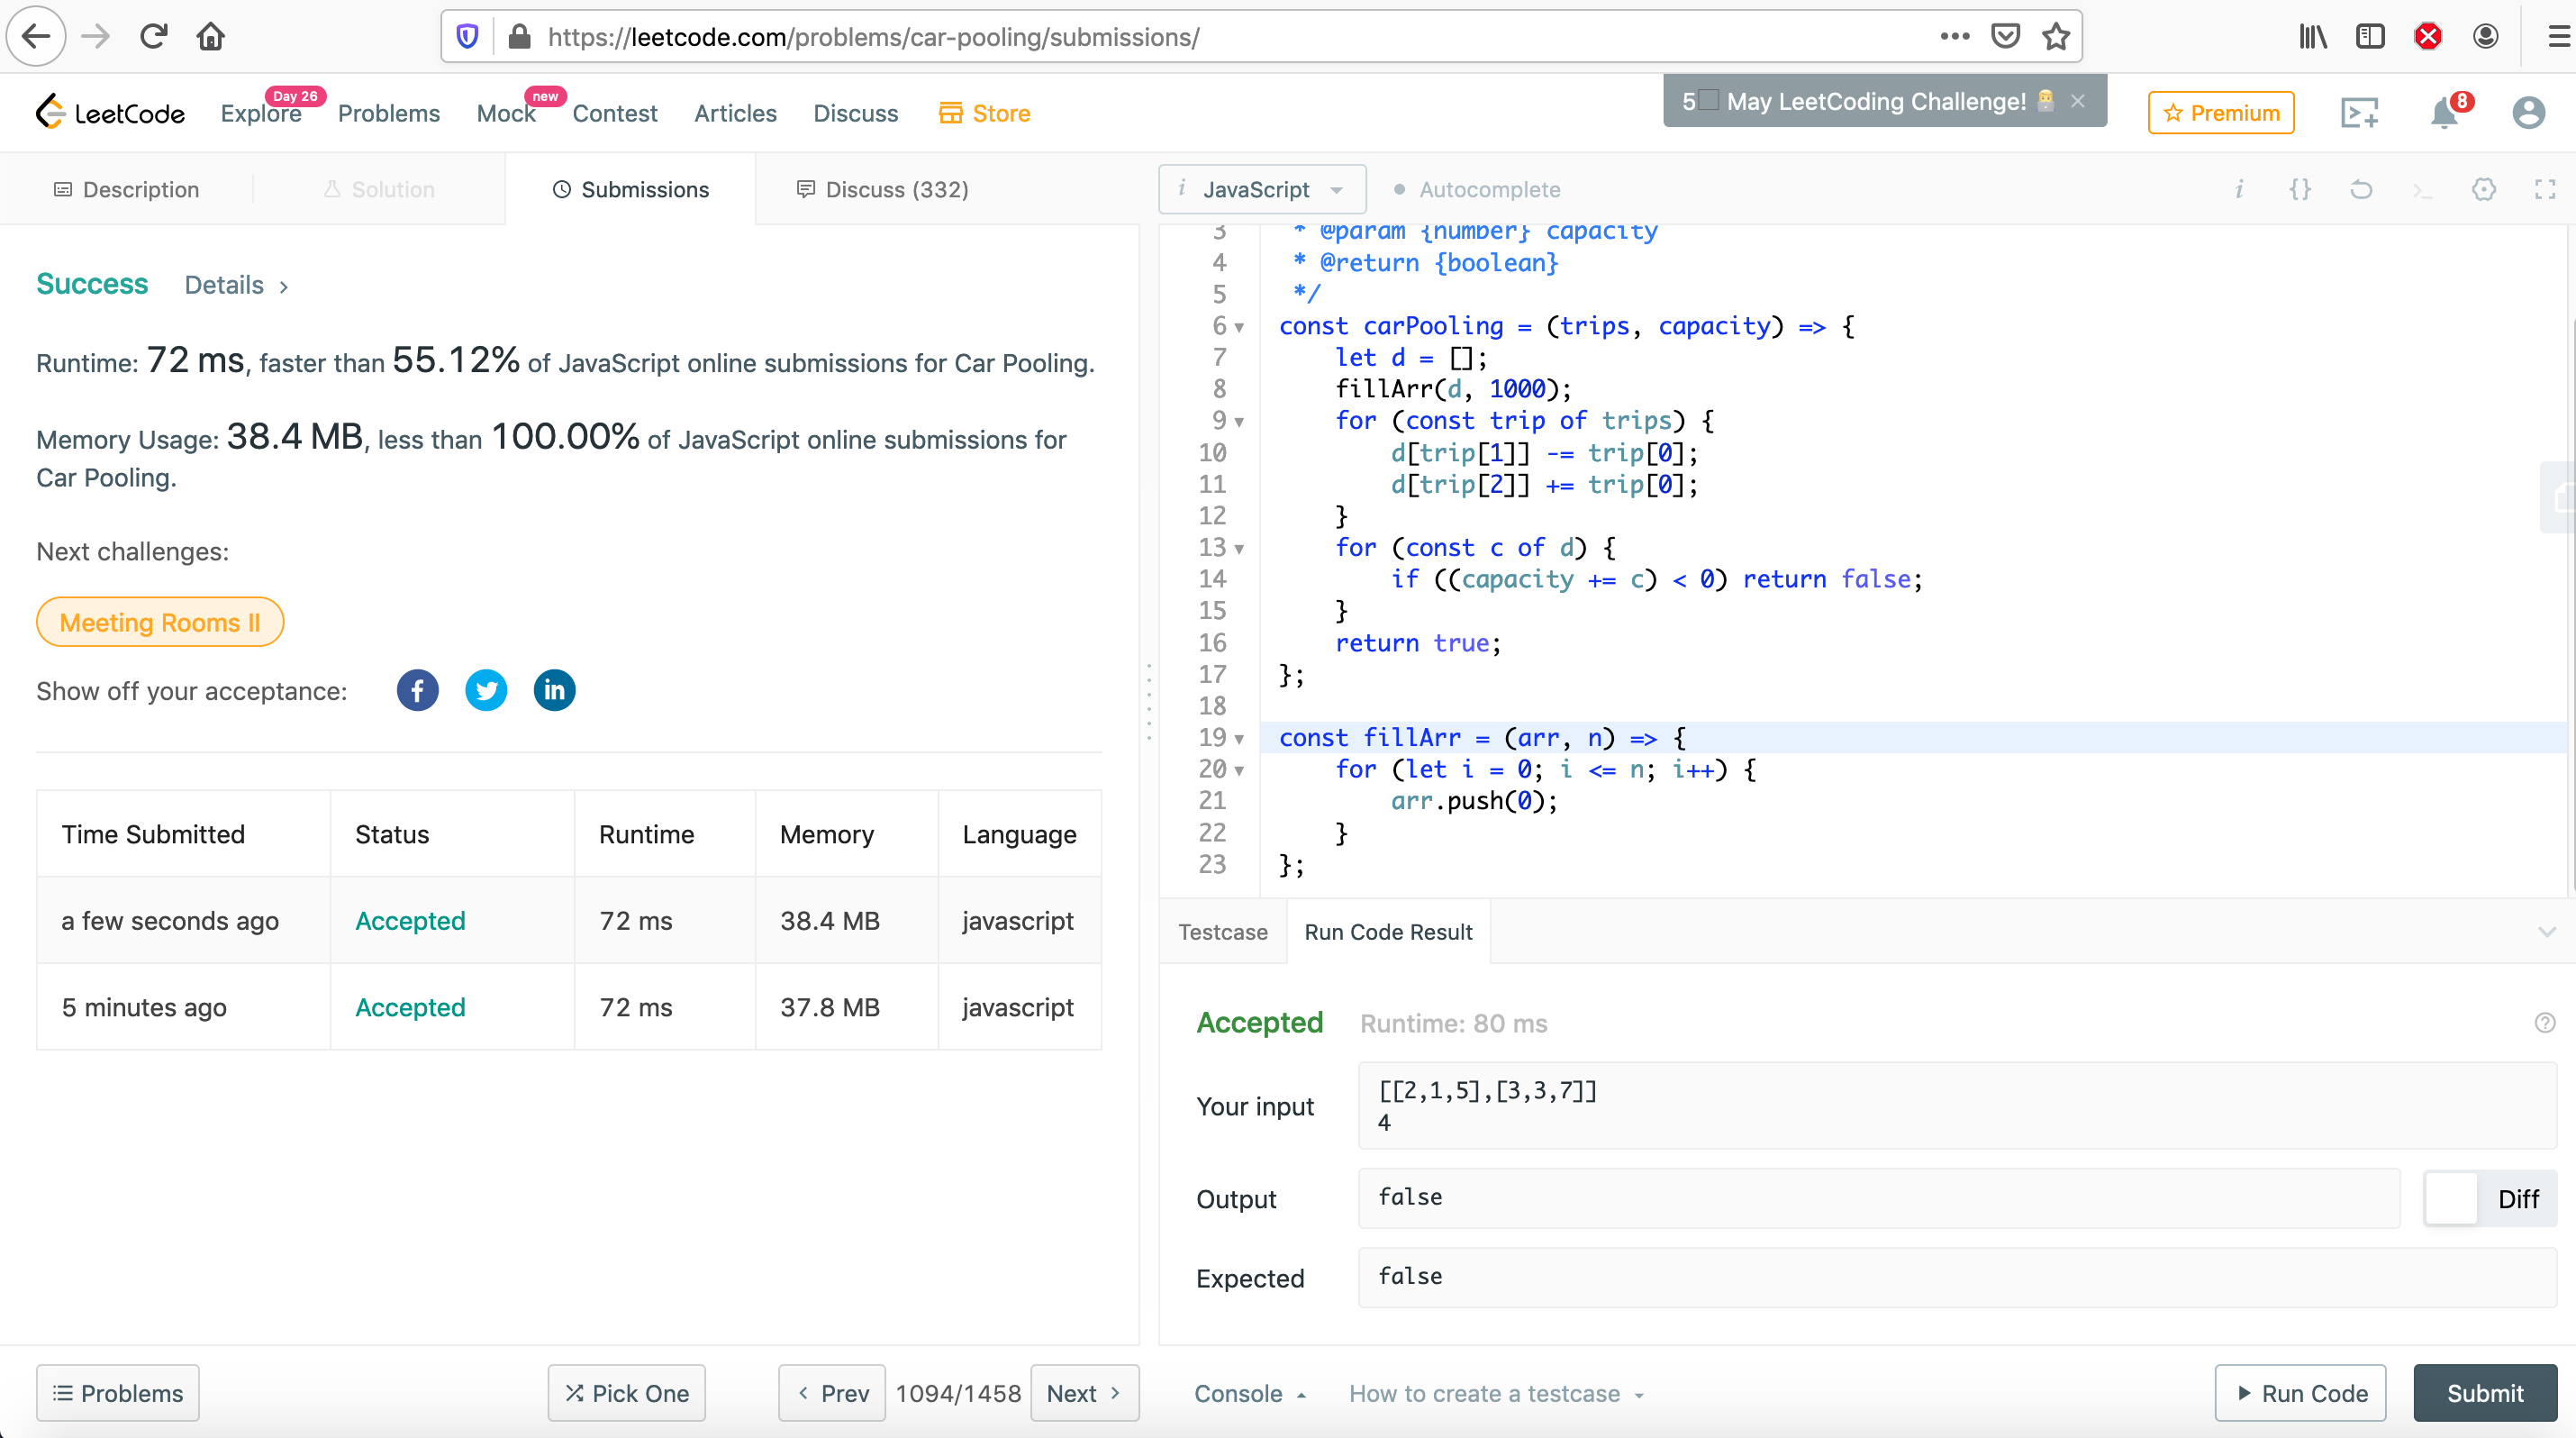 https://leetcode.com/problems/car-pooling/submissions/
LeetCode
Explore
Day 26
Problems
Mock
new
Contest
Articles
Discuss
Store
5 May LeetCoding Challenge!
Premium
8
Description
Solution
Submissions
Discuss (332)
i JavaScript
Autocomplete
Success Details
Runtime: 72 ms, faster than 55.12% of JavaScript online submissions for Car Pooling.
Memory Usage: 38.4 MB, less than 100.00% of JavaScript online submissions for
Car Pooling.
Next challenges:
Meeting Rooms II
Show off your acceptance:
Time Submitted Status Runtime Memory Language
a few seconds ago Accepted 72 ms 38.4 MB javascript
5 minutes ago Accepted 72 ms 37.8 MB javascript
3 * @param {number} capacity
4 * @return {boolean}
5 */
6 const carPooling = (trips, capacity) => {
7 let d = [];
8 fillArr(d, 1000);
9 for (const trip of trips) {
10 d[trip[1]] -= trip[0];
11 d[trip[2]] += trip[0];
12 }
13 for (const c of d) {
14 if ((capacity += c) < 0) return false;
15 }
16 return true;
17 };
18
19 const fillArr = (arr, n) => {
20 for (let i = 0; i <= n; i++) {
21 arr.push(0);
22 }
23 };
Testcase
Run Code Result
Accepted Runtime: 80 ms
Your input
[[2,1,5],[3,3,7]]
4
Output
false
Diff
Expected
false
Problems
Pick One
Prev
1094/1458
Next
Console
How to create a testcase
Run Code
Submit